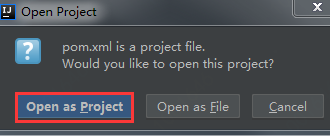 Open Project
pom.xml is a project file.
Would you like to open this project?
Open as Project
Open as File
Cancel